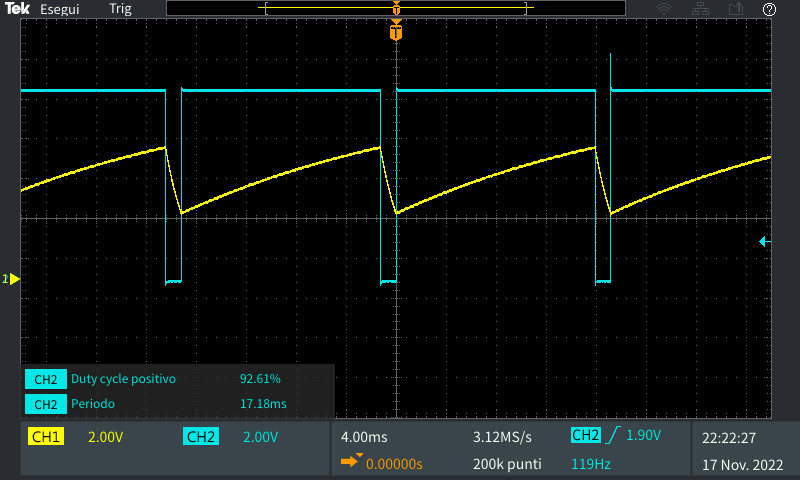 Tek Esegui Trig ?
T
T
CH2 Duty cycle positivo 92.61%
CH2 Periodo 17.18ms
CH1 2.00V CH2 2.00V 4.00ms 3.12MS/s CH2 1.90V 22:22:27
0.00000s 200k punti 119Hz 17 Nov. 2022